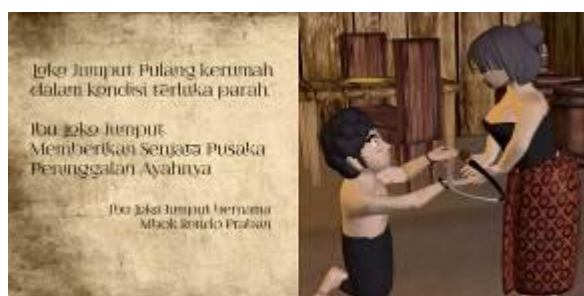 Joko Jumput Pulang kerumah
dalam kondisi terluka parah.
Ibu Joko Jumput
Memberikan Senjata Pusaka
Peninggalan Ayahnya
Ibu Joko Jumput bernama
Mbok Rondo Praban